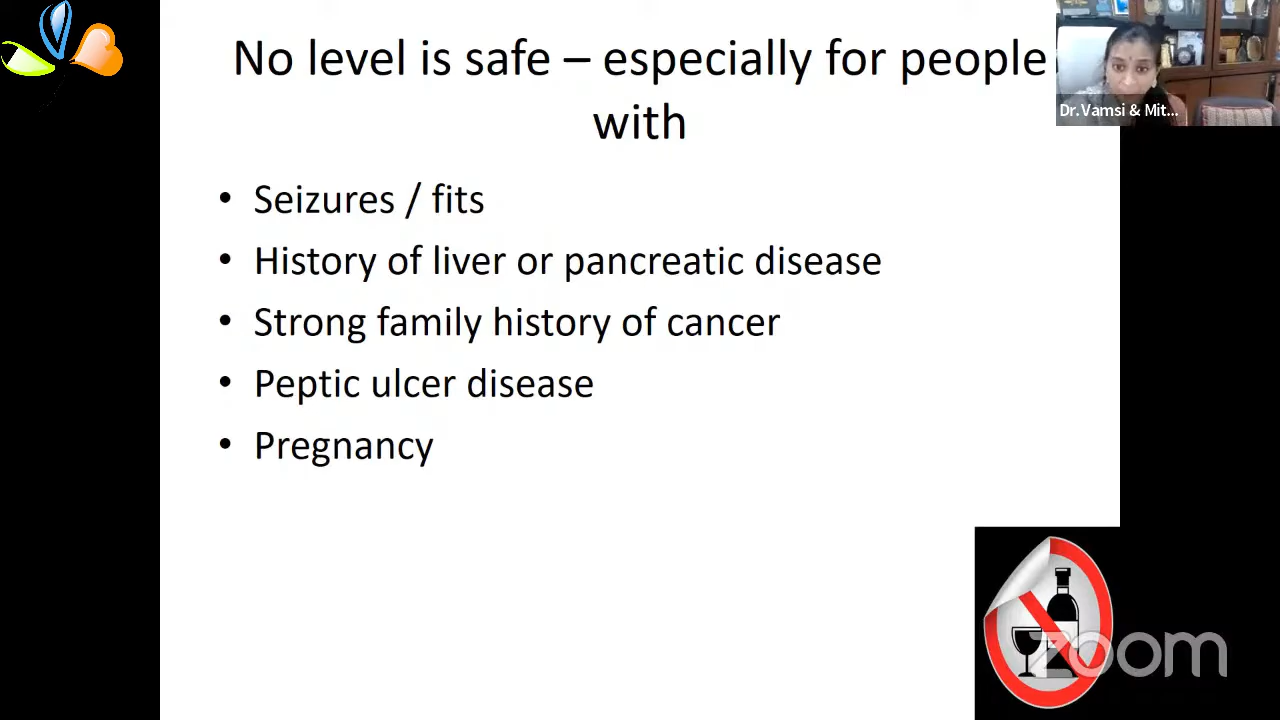 No level is safe – especially for people
with
• Seizures / fits
• History of liver or pancreatic disease
• Strong family history of cancer
• Peptic ulcer disease
• Pregnancy
Dr.Vamsi & Mit...
zoom